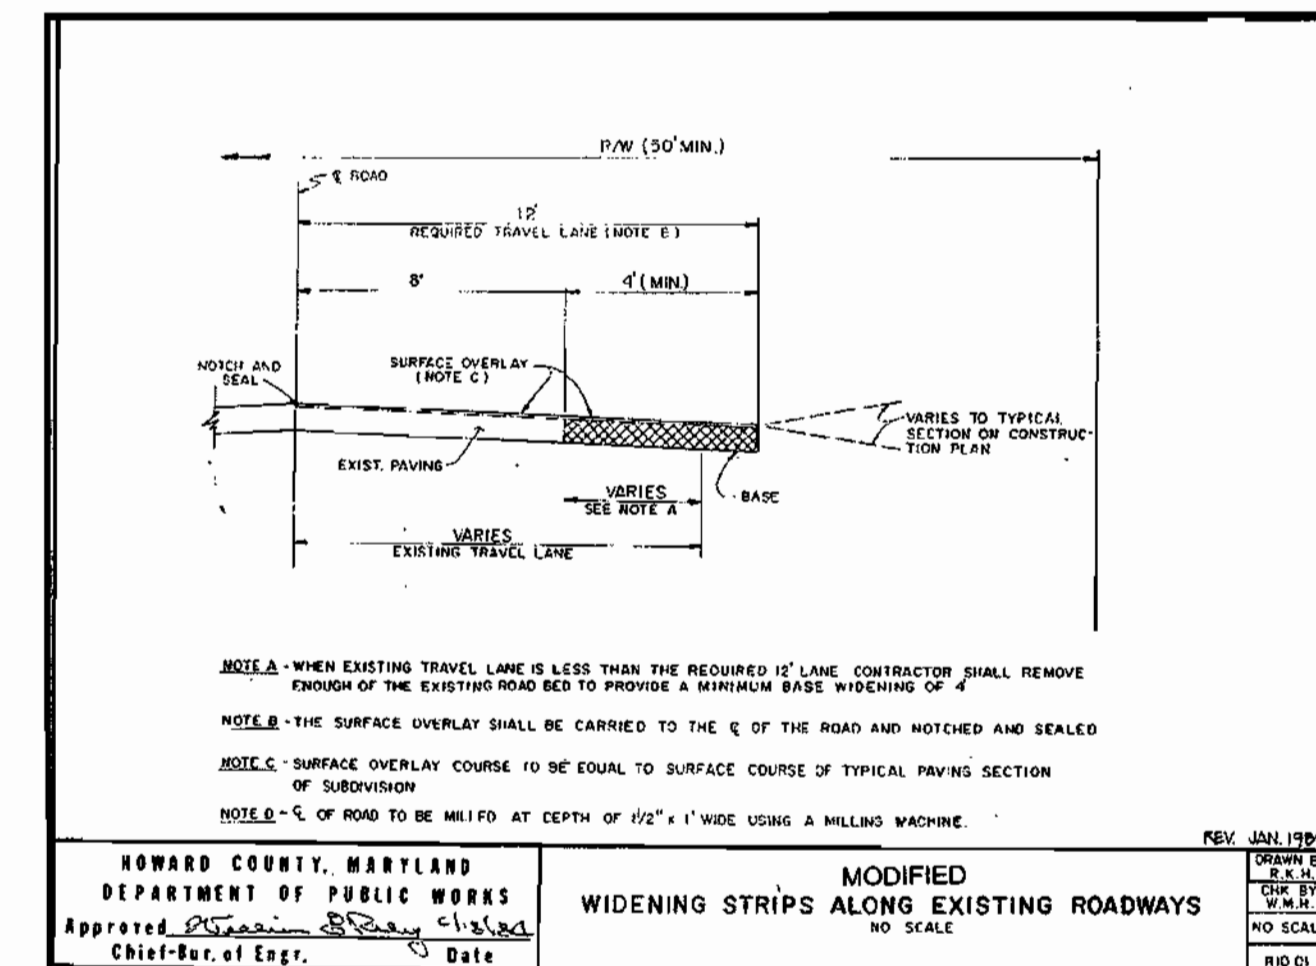 R/W (50' MIN.)
℄ ROAD
12'
REQUIRED TRAVEL LANE (NOTE B)
8'
4' (MIN.)
NOTCH AND
SEAL
SURFACE OVERLAY
(NOTE C)
VARIES TO TYPICAL
SECTION ON CONSTRUC-
TION PLAN
EXIST. PAVING
BASE
VARIES
SEE NOTE A
VARIES
EXISTING TRAVEL LANE
NOTE A - WHEN EXISTING TRAVEL LANE IS LESS THAN THE REQUIRED 12' LANE CONTRACTOR SHALL REMOVE
ENOUGH OF THE EXISTING ROAD BED TO PROVIDE A MINIMUM BASE WIDENING OF 4'
NOTE B - THE SURFACE OVERLAY SHALL BE CARRIED TO THE ℄ OF THE ROAD AND NOTCHED AND SEALED
NOTE C - SURFACE OVERLAY COURSE TO BE EQUAL TO SURFACE COURSE OF TYPICAL PAVING SECTION
OF SUBDIVISION
NOTE D - ℄ OF ROAD TO BE MILLED AT DEPTH OF 1/2" x 1' WIDE USING A MILLING MACHINE.
REV. JAN. 198
HOWARD COUNTY, MARYLAND
DEPARTMENT OF PUBLIC WORKS
Approved
Chief-Bur. of Engr. Date
MODIFIED
WIDENING STRIPS ALONG EXISTING ROADWAYS
NO SCALE
DRAWN B
R.K.H.
CHK BY
W.M.H.
NO SCAL